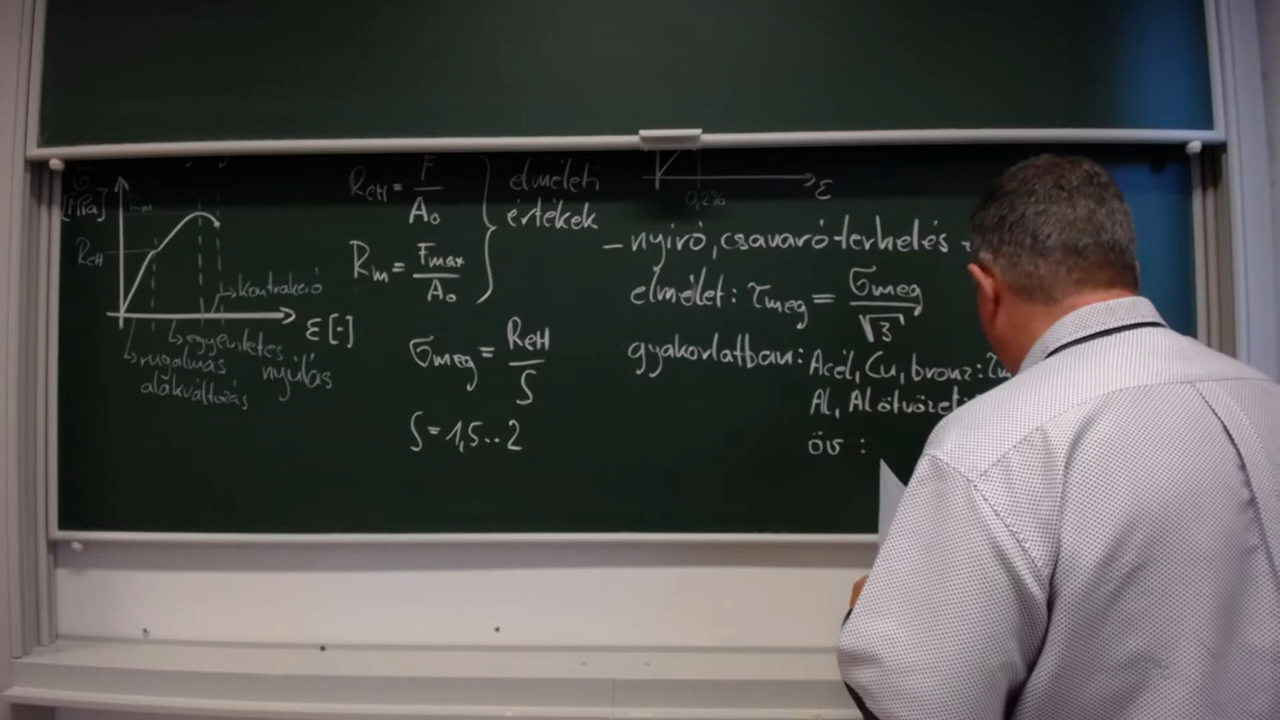 [MPa]
ReH
ε [-]
kontrakció
egyenletes nyúlás
rugalmas alakváltozás
ReH = F / A₀
Rm = Fmax / A₀
elméleti
értékek
σmeg = ReH / S
S = 1,5..2
0,2%
ε
- nyíró, csavaró terhelés
elmélet: τmeg = σmeg / √3
gyakorlatban: Acél, Cu, bronz:
Al, Al ötvözet
öv :